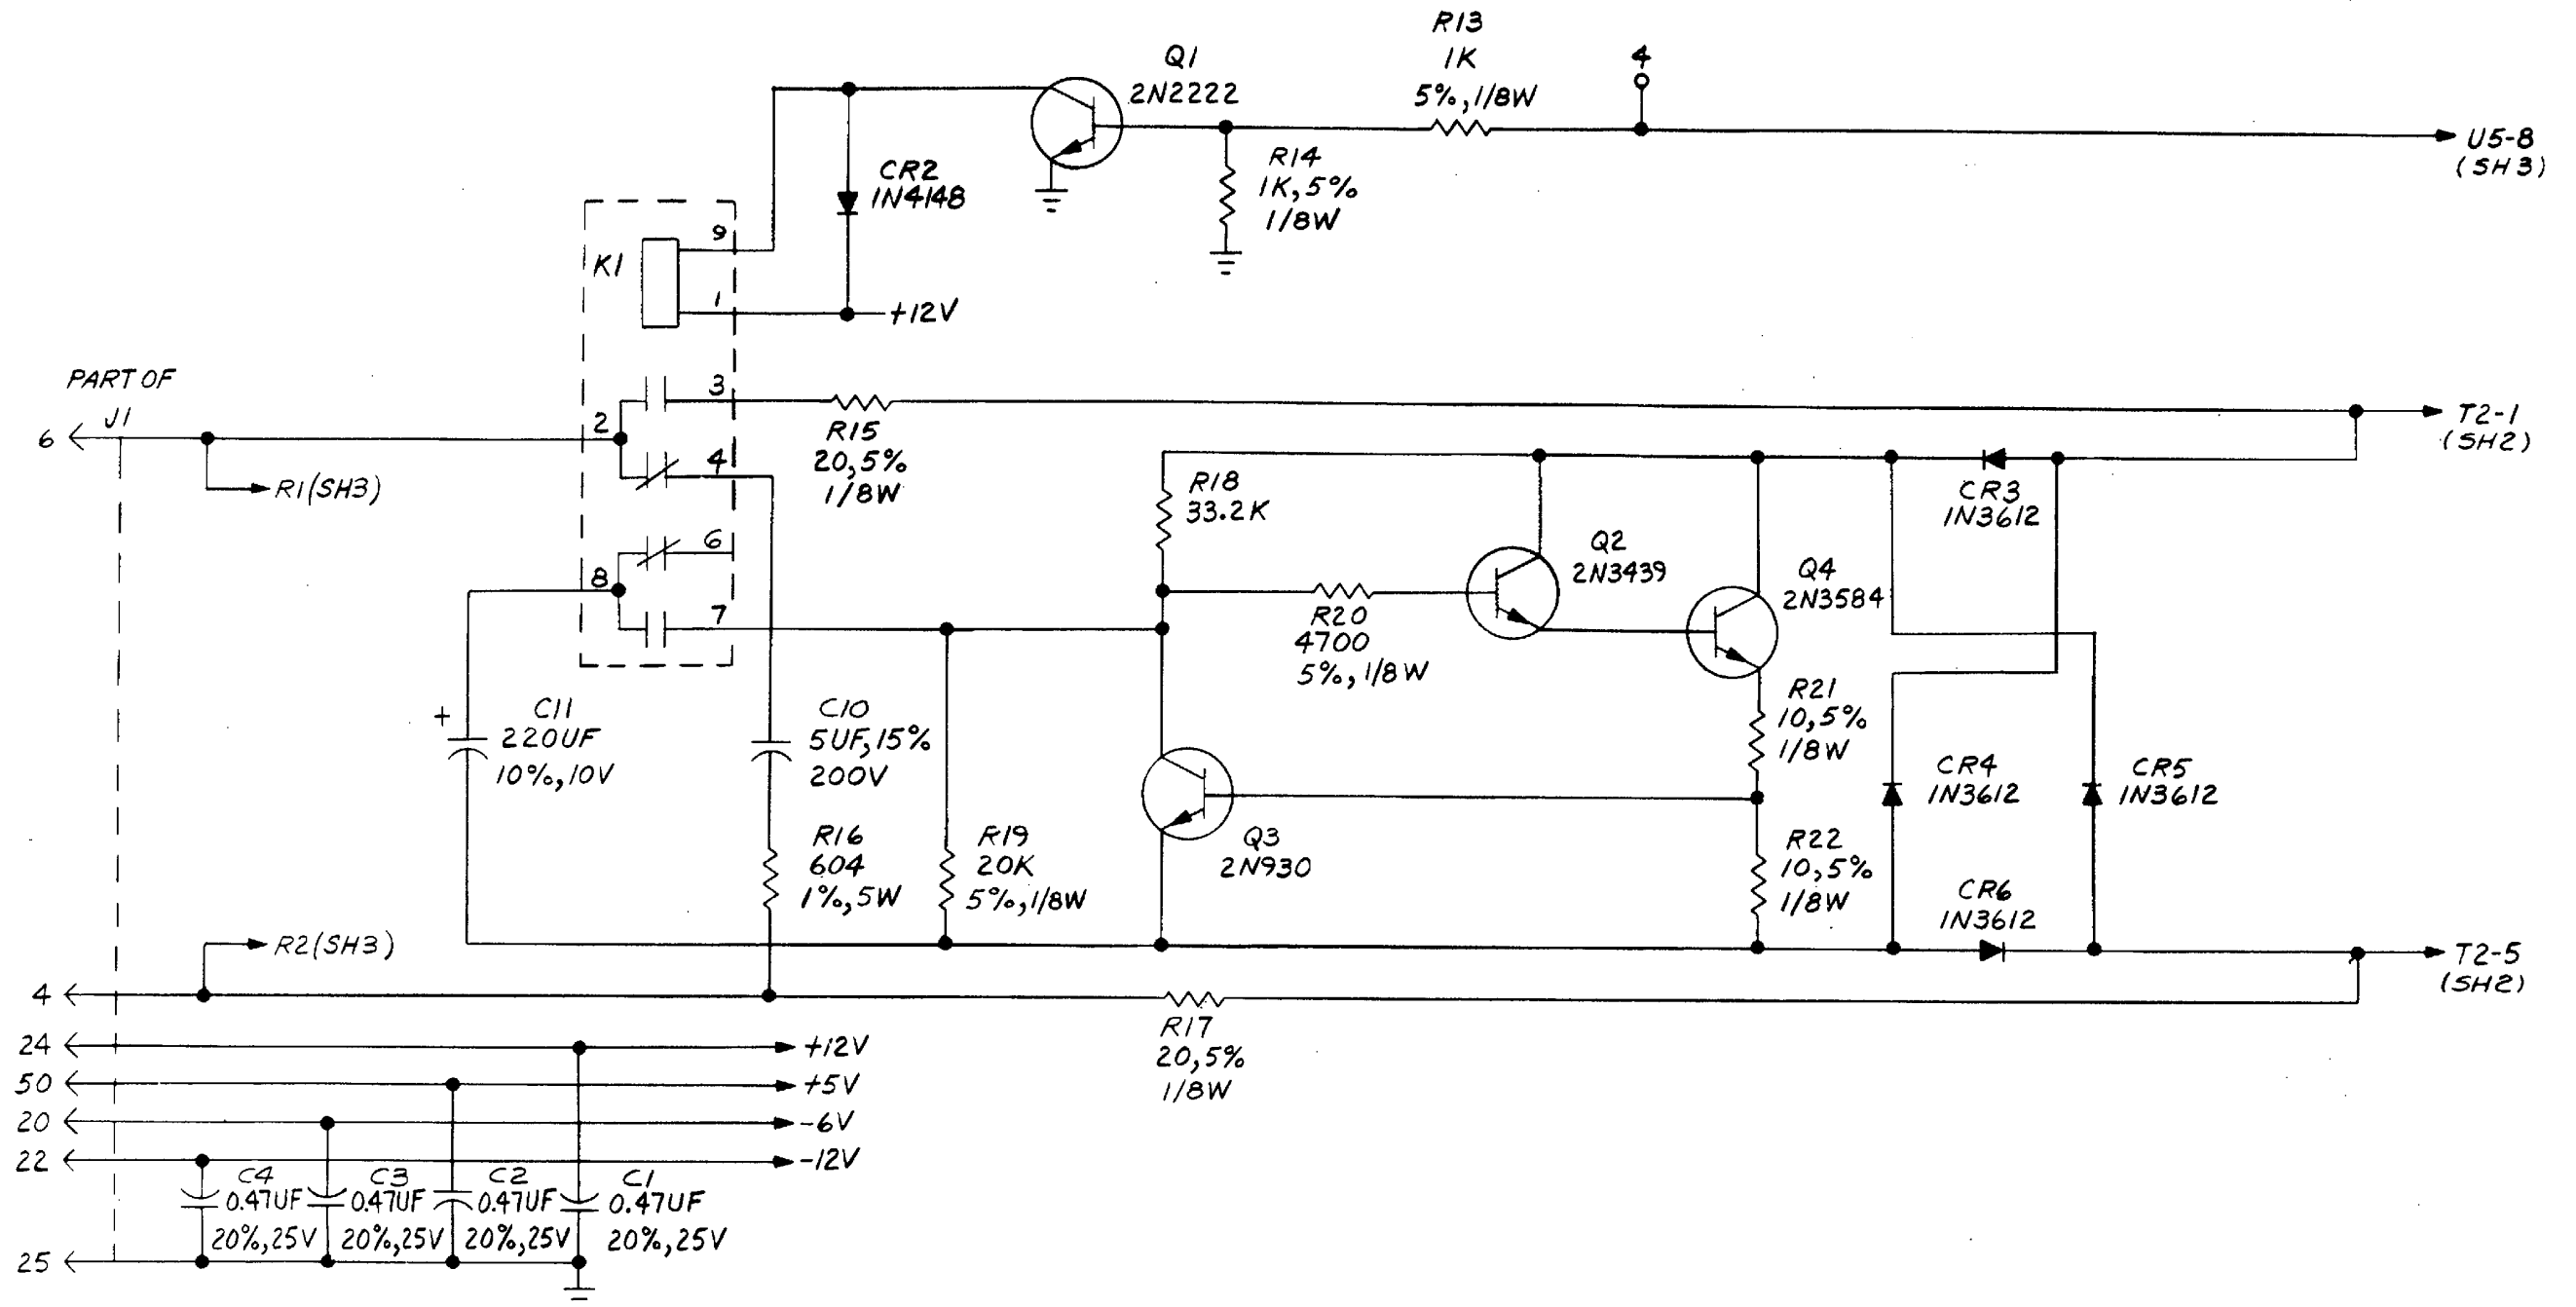 R13
1K
5%, 1/8W
4
Q1
2N2222
U5-8
(SH3)
R14
1K, 5%
1/8W
CR2
1N4148
K1
9
1
+12V
PART OF
J1
6
2
3
4
R15
20, 5%
1/8W
T2-1
(SH2)
R1(SH3)
R18
33.2K
CR3
1N3612
6
8
7
Q2
2N3439
Q4
2N3584
R20
4700
5%, 1/8W
+
C11
220UF
10%, 10V
C10
5UF, 15%
200V
R21
10, 5%
1/8W
CR4
1N3612
CR5
1N3612
R16
604
1%, 5W
R19
20K
5%, 1/8W
Q3
2N930
R22
10, 5%
1/8W
CR6
1N3612
R2(SH3)
T2-5
(SH2)
4
R17
20, 5%
1/8W
24
+12V
50
+5V
20
-6V
22
-12V
C4
0.47UF
20%, 25V
C3
0.47UF
20%, 25V
C2
0.47UF
20%, 25V
C1
0.47UF
20%, 25V
25